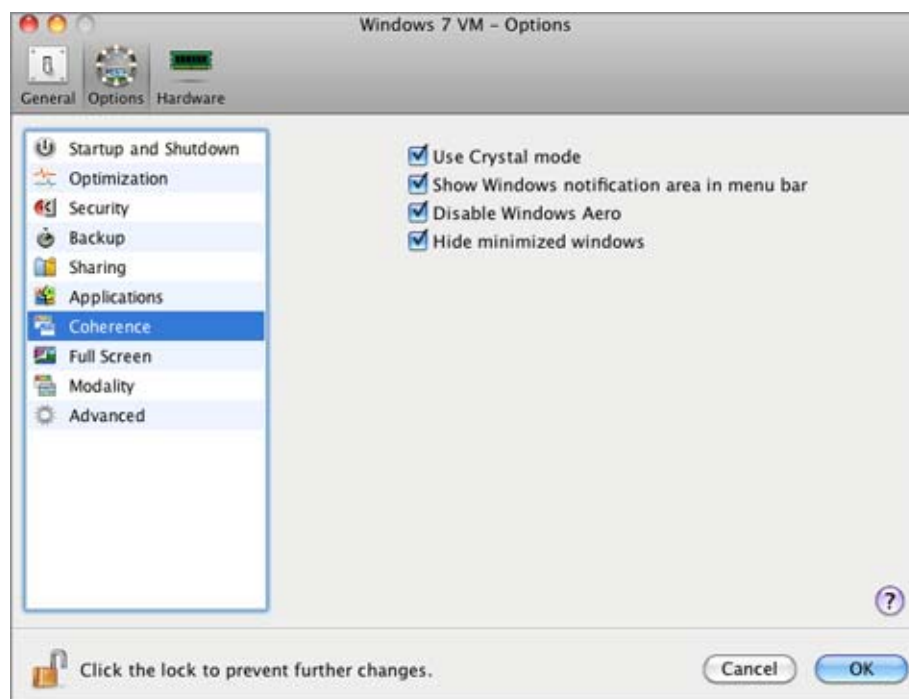 Windows 7 VM – Options
General Options Hardware
Startup and Shutdown
Optimization
Security
Backup
Sharing
Applications
Coherence
Full Screen
Modality
Advanced
Use Crystal mode
Show Windows notification area in menu bar
Disable Windows Aero
Hide minimized windows
?
Click the lock to prevent further changes.
Cancel OK